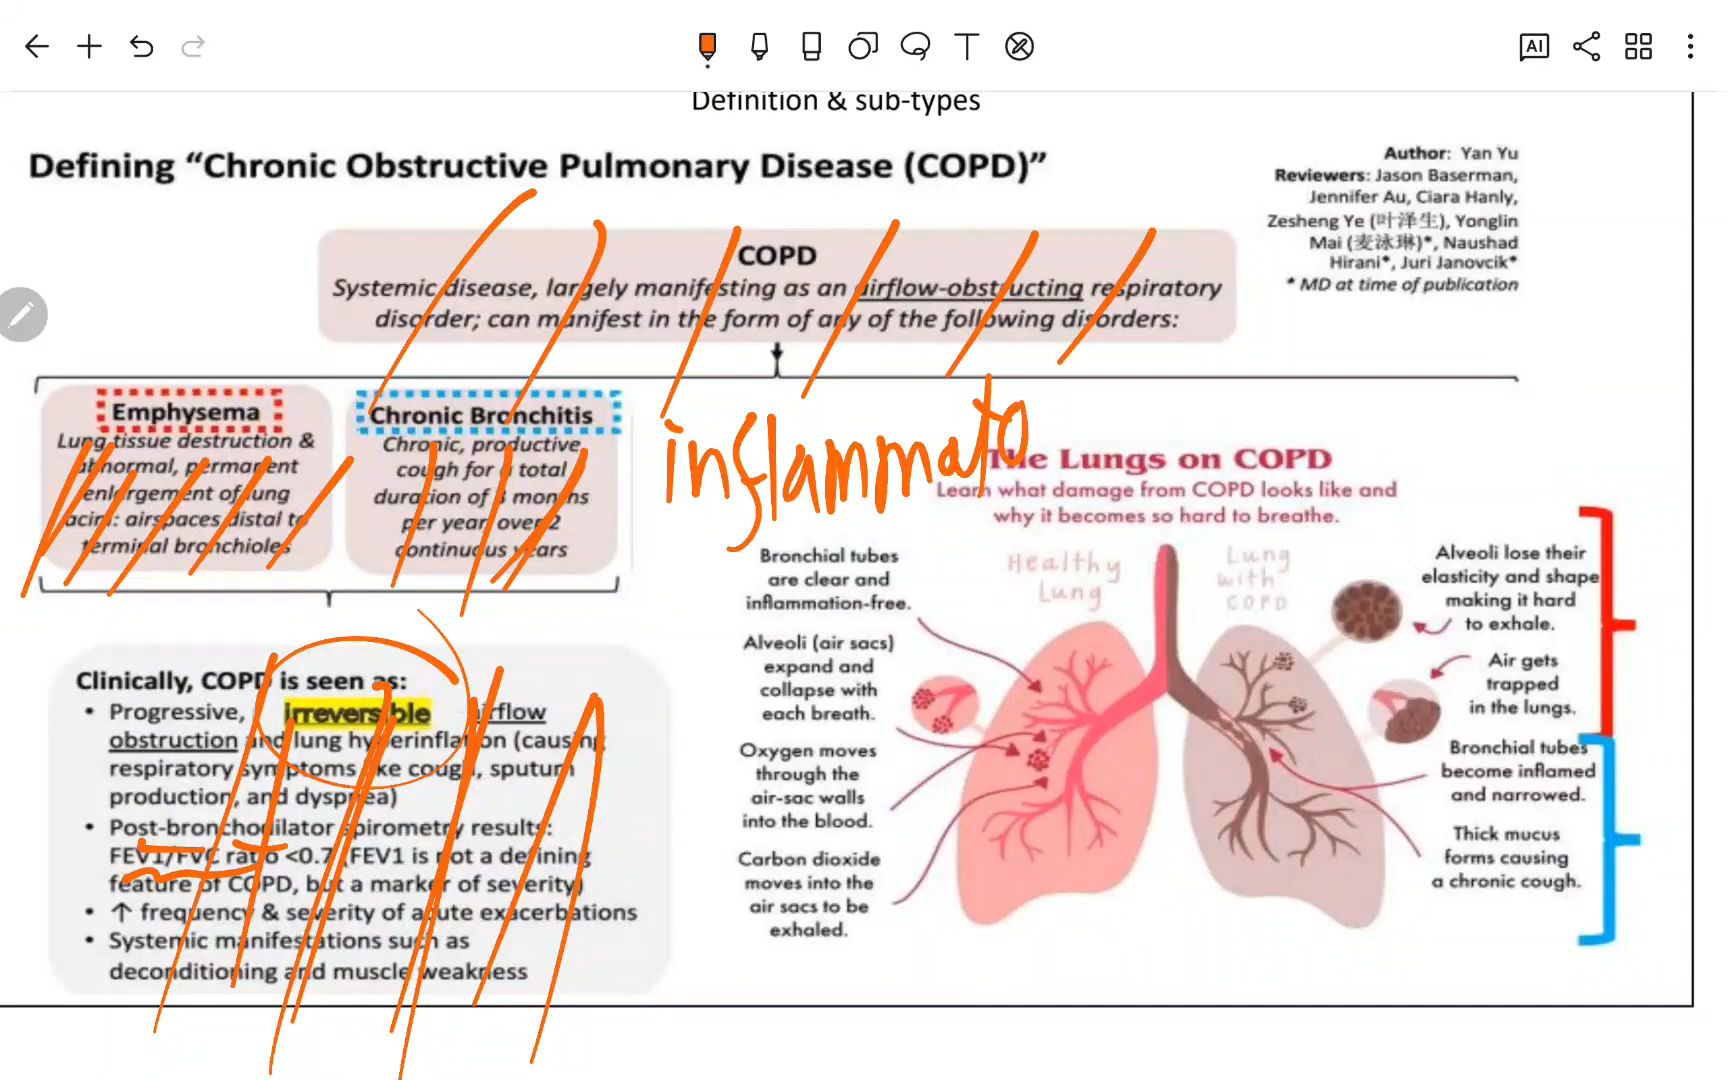 AI
Definition & sub-types
Defining “Chronic Obstructive Pulmonary Disease (COPD)”
Author: Yan Yu
Reviewers: Jason Baserman,
Jennifer Au, Ciara Hanly,
Zesheng Ye (叶泽生), Yonglin
Mai (麦泳琳)*, Naushad
Hirani*, Juri Janovcik*
* MD at time of publication
COPD
Systemic disease, largely manifesting as an airflow-obstructing respiratory
disorder; can manifest in the form of any of the following disorders:
Emphysema
Lung tissue destruction &
abnormal, permanent
enlargement of lung
acini: airspaces distal to
terminal bronchioles
Chronic Bronchitis
Chronic, productive
cough for a total
duration of 3 months
per year over 2
continuous years
inflammato
Clinically, COPD is seen as:
• Progressive, irreversible airflow
obstruction and lung hyperinflation (causing
respiratory symptoms like cough, sputum
production, and dyspnea)
• Post-bronchodilator spirometry results:
FEV1/FVC ratio <0.7 (FEV1 is not a defining
feature of COPD, but a marker of severity)
• ↑ frequency & severity of acute exacerbations
• Systemic manifestations such as
deconditioning and muscle weakness
The Lungs on COPD
Learn what damage from COPD looks like and
why it becomes so hard to breathe.
Healthy
Lung
Lung
with
COPD
Bronchial tubes
are clear and
inflammation-free.
Alveoli (air sacs)
expand and
collapse with
each breath.
Oxygen moves
through the
air-sac walls
into the blood.
Carbon dioxide
moves into the
air sacs to be
exhaled.
Alveoli lose their
elasticity and shape
making it hard
to exhale.
Air gets
trapped
in the lungs.
Bronchial tubes
become inflamed
and narrowed.
Thick mucus
forms causing
a chronic cough.